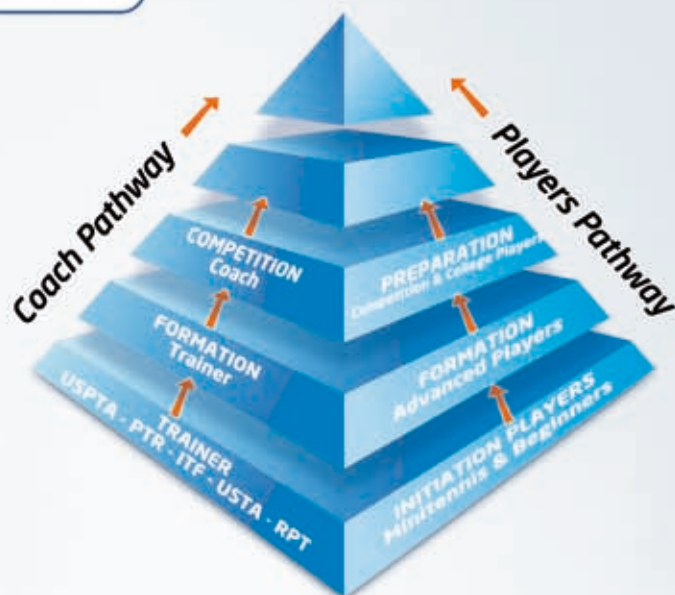 Coach Pathway
Players Pathway
COMPETITION
Coach
PREPARATION
Competition & College Players
FORMATION
Trainer
FORMATION
Advanced Players
TRAINER
USPTA - PTR - ITF - USTA - RPT
INITIATION PLAYERS
Minitennis & Beginners